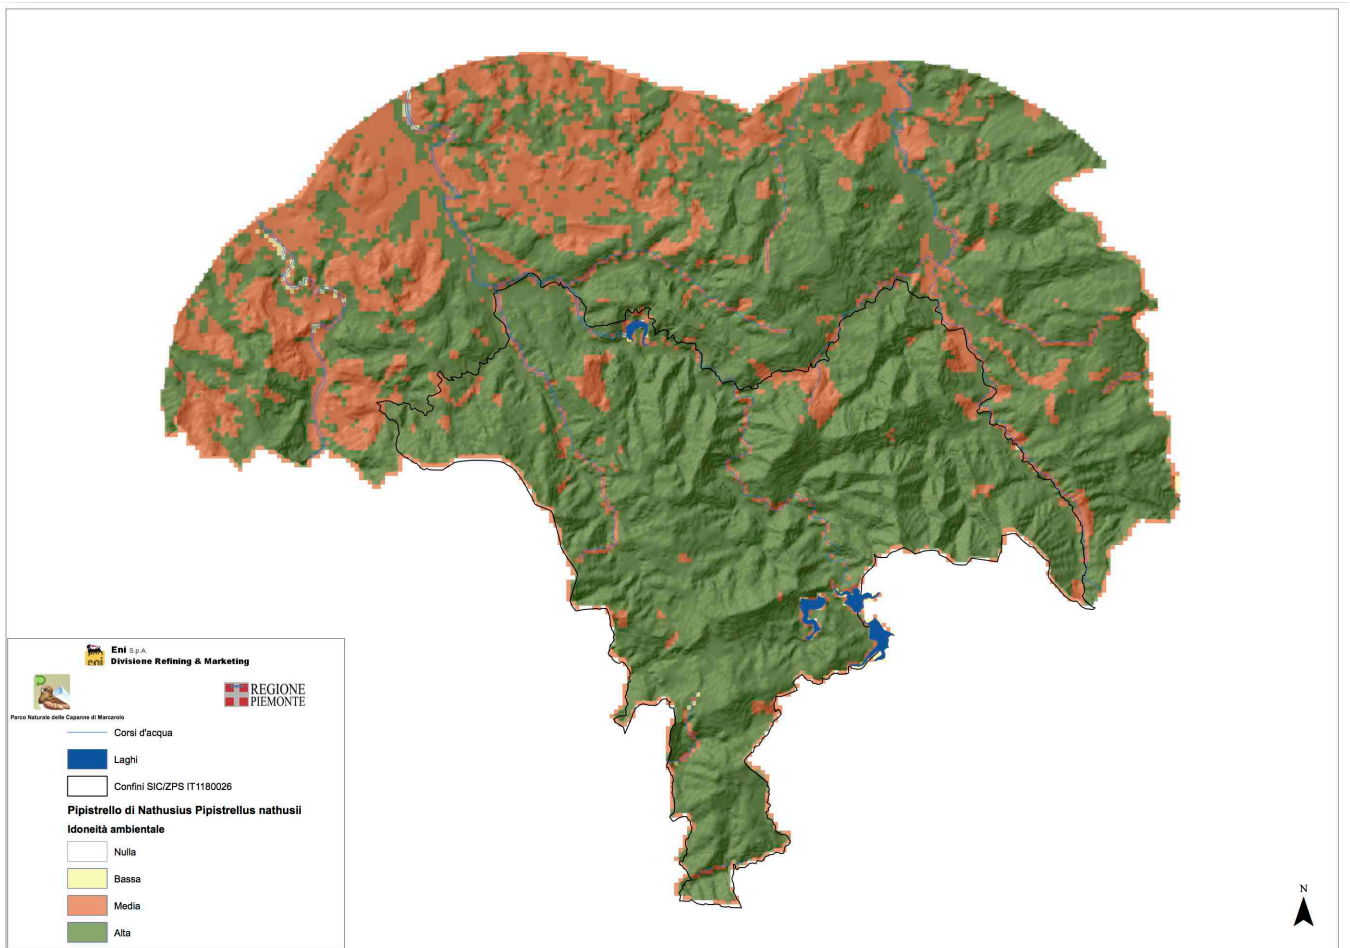 Eni S.p.A.
Divisione Refining & Marketing
eni
REGIONE
PIEMONTE
Parco Naturale delle Capanne di Marcarolo
Corsi d'acqua
Laghi
Confini SIC/ZPS IT1180026
Pipistrello di Nathusius Pipistrellus nathusii
Idoneità ambientale
Nulla
Bassa
Media
Alta
N